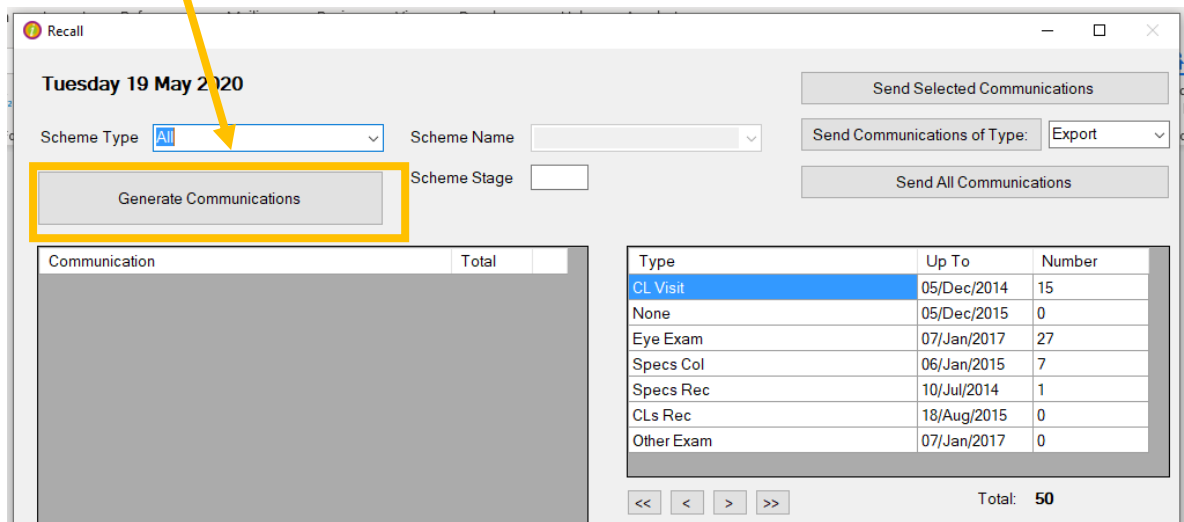 Recall
Tuesday 19 May 2020
Send Selected Communications
Scheme Type All Scheme Name Send Communications of Type: Export
Generate Communications Scheme Stage Send All Communications
Communication Total
Type Up To Number
CL Visit 05/Dec/2014 15
None 05/Dec/2015 0
Eye Exam 07/Jan/2017 27
Specs Col 06/Jan/2015 7
Specs Rec 10/Jul/2014 1
CLs Rec 18/Aug/2015 0
Other Exam 07/Jan/2017 0
<< < > >> Total: 50